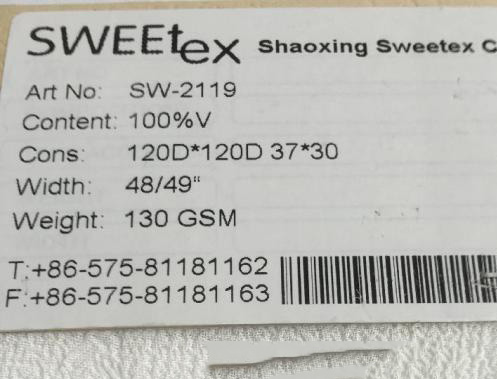 SWEEtex Shaoxing Sweetex C
Art No: SW-2119
Content: 100%V
Cons: 120D*120D 37*30
Width: 48/49“
Weight: 130 GSM
T:+86-575-81181162
F:+86-575-81181163